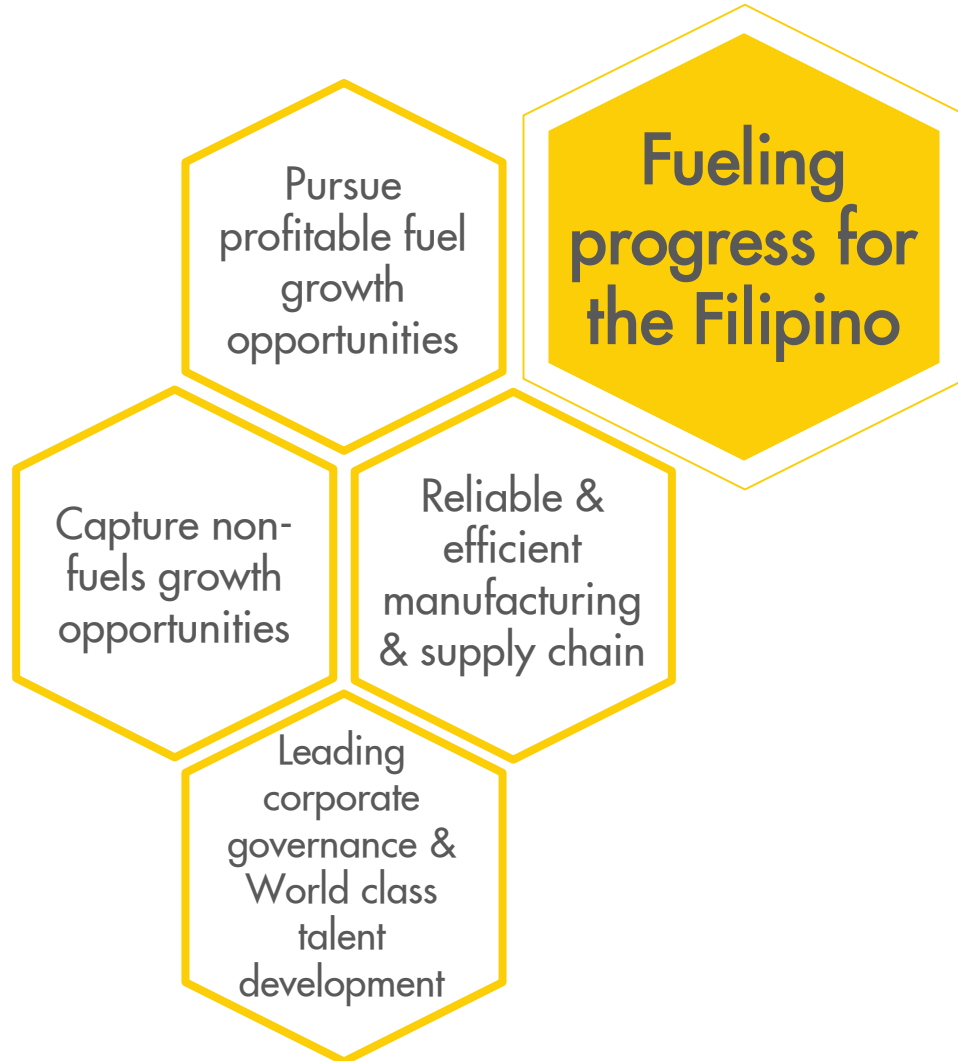 Fueling
progress for
the Filipino
Pursue
profitable fuel
growth
opportunities
Capture non-
fuels growth
opportunities
Reliable &
efficient
manufacturing
& supply chain
Leading
corporate
governance &
World class
talent
development